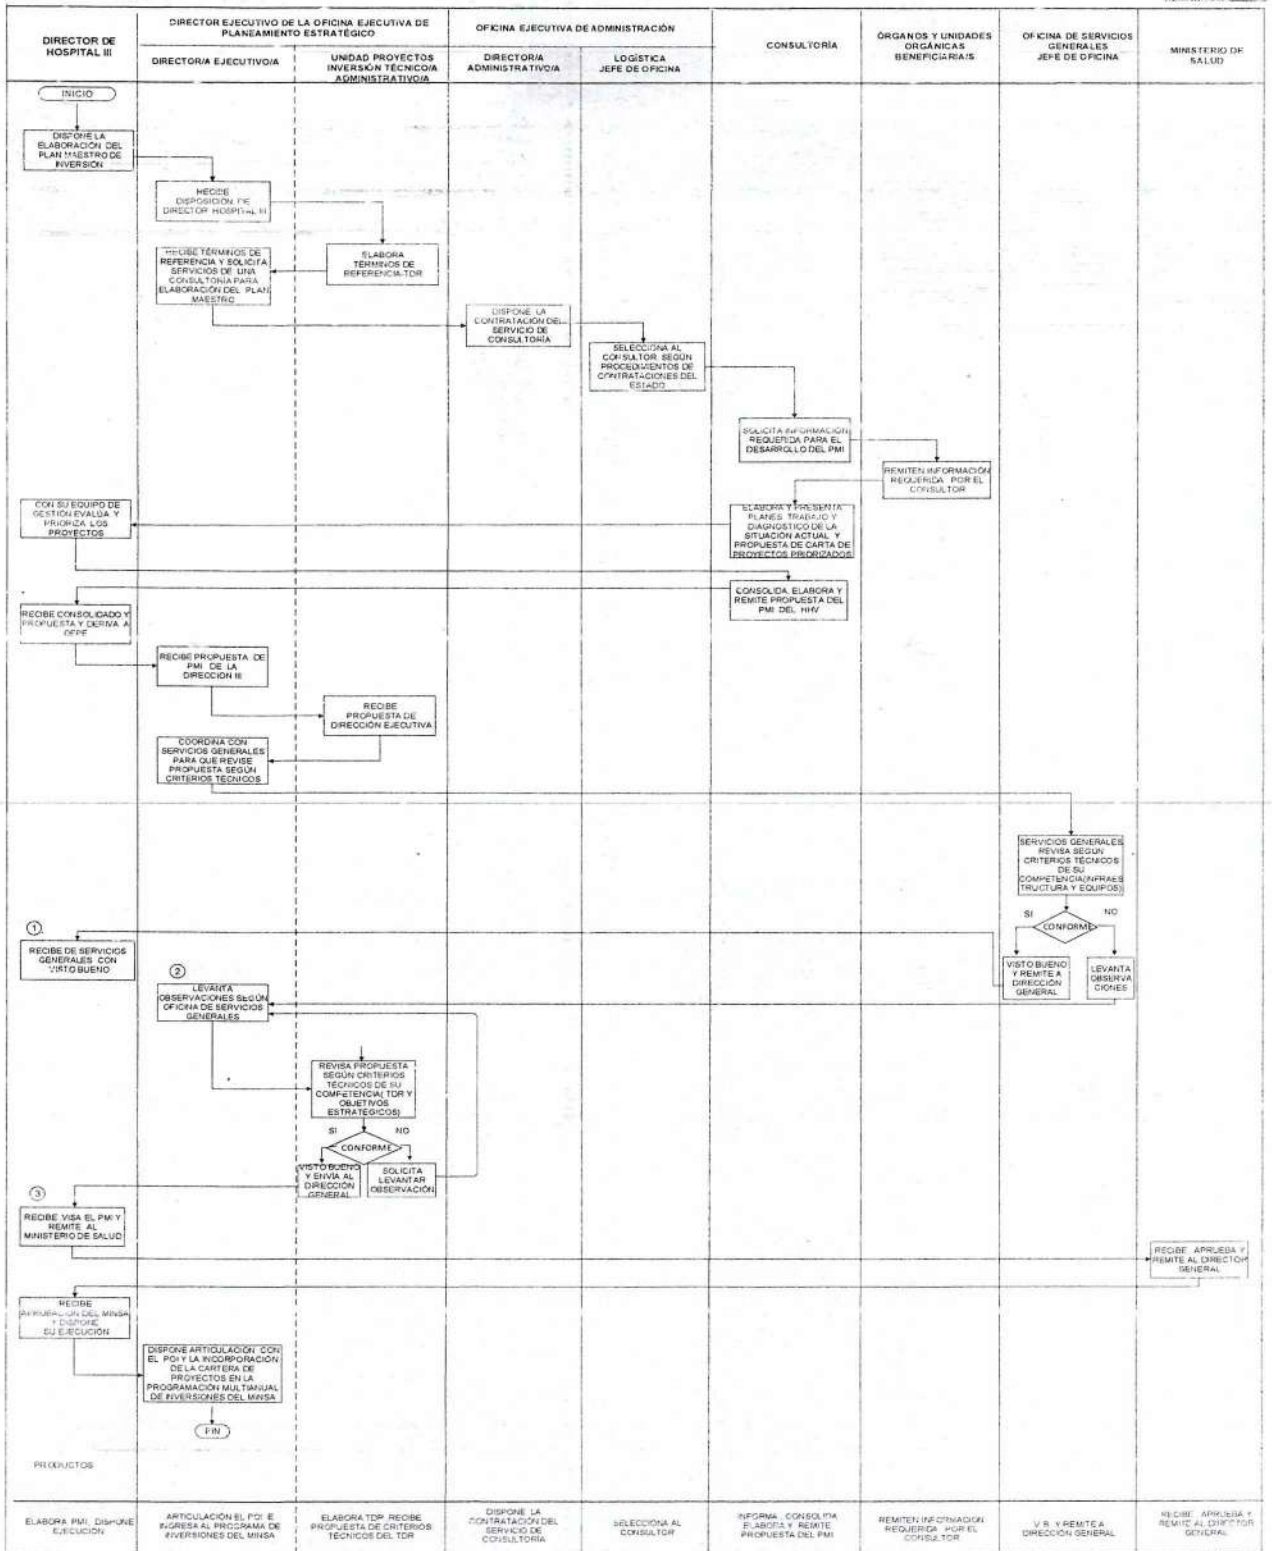 DIRECTOR DE
HOSPITAL III
DIRECTOR EJECUTIVO DE LA OFICINA EJECUTIVA DE
PLANEAMIENTO ESTRATÉGICO
DIRECTOR/A EJECUTIVO/A
UNIDAD PROYECTOS
INVERSIÓN TÉCNICO/A
ADMINISTRATIVO/A
OFICINA EJECUTIVA DE ADMINISTRACIÓN
DIRECTOR/A
ADMINISTRATIVO/A
LOGÍSTICA
JEFE DE OFICINA
CONSULTORÍA
ÓRGANOS Y UNIDADES
ORGÁNICAS
BENEFICIARIA/S
OFICINA DE SERVICIOS
GENERALES
JEFE DE OFICINA
MINISTERIO DE
SALUD
INICIO
DISPONE LA
ELABORACIÓN DEL
PLAN MAESTRO DE
INVERSIÓN
RECIBE
DISPOSICIÓN DE
DIRECTOR HOSPITAL III
ELABORA
TÉRMINOS DE
REFERENCIA-TDR
RECIBE TÉRMINOS DE
REFERENCIA Y SOLICITA
SERVICIOS DE UNA
CONSULTORÍA PARA
ELABORACIÓN DEL PLAN
MAESTRO
DISPONE LA
CONTRATACIÓN DEL
SERVICIO DE
CONSULTORÍA
SELECCIONA AL
CONSULTOR, SEGÚN
PROCEDIMIENTOS DE
CONTRATACIONES DEL
ESTADO
SOLICITA INFORMACIÓN
REQUERIDA PARA EL
DESARROLLO DEL PMI
REMITEN INFORMACIÓN
REQUERIDA POR EL
CONSULTOR
ELABORA Y PRESENTA
PLANES TRABAJO Y
DIAGNÓSTICO DE LA
SITUACIÓN ACTUAL Y
PROPUESTA DE CARTA DE
PROYECTOS PRIORIZADOS
CON SU EQUIPO DE
GESTIÓN EVALÚA Y
PRIORIZA LOS
PROYECTOS
CONSOLIDA, ELABORA Y
REMITE PROPUESTA DEL
PMI DEL HHV
RECIBE CONSOLIDADO Y
PROPUESTA Y DERIVA A
OEPE
RECIBE PROPUESTA DE
PMI DE LA
DIRECCIÓN III
RECIBE
PROPUESTA DE
DIRECCIÓN EJECUTIVA
COORDINA CON
SERVICIOS GENERALES
PARA QUE REVISE
PROPUESTA SEGÚN
CRITERIOS TÉCNICOS
SERVICIOS GENERALES
REVISA SEGÚN
CRITERIOS TÉCNICOS
DE SU
COMPETENCIA(INFRAES
TRUCTURA Y EQUIPOS)
SI
NO
CONFORME
VISTO BUENO
Y REMITE A
DIRECCIÓN
GENERAL
LEVANTA
OBSERVA
CIONES
1
RECIBE DE SERVICIOS
GENERALES CON
VISTO BUENO
2
LEVANTA
OBSERVACIONES SEGÚN
OFICINA DE SERVICIOS
GENERALES
REVISA PROPUESTA
SEGÚN CRITERIOS
TÉCNICOS DE SU
COMPETENCIA( TDR Y
OBJETIVOS
ESTRATÉGICOS)
SI
NO
CONFORME
VISTO BUENO
Y ENVÍA AL
DIRECCIÓN
GENERAL
SOLICITA
LEVANTAR
OBSERVACIÓN
3
RECIBE VISA EL PMI Y
REMITE AL
MINISTERIO DE SALUD
RECIBE APRUEBA Y
REMITE AL DIRECTOR
GENERAL
RECIBE
APROBACIÓN DEL MINSA
Y DISPONE
SU EJECUCIÓN
DISPONE ARTICULACIÓN CON
EL POI Y LA INCORPORACIÓN
DE LA CARTERA DE
PROYECTOS EN LA
PROGRAMACIÓN MULTIANUAL
DE INVERSIONES DEL MINSA
FIN
PRODUCTOS
ELABORA PMI, DISPONE
EJECUCIÓN
ARTICULACIÓN EL POI E
INGRESA AL PROGRAMA DE
INVERSIONES DEL MINSA
ELABORA TDP, RECIBE
PROPUESTA DE CRITERIOS
TÉCNICOS DEL TDR
DISPONE LA
CONTRATACIÓN DEL
SERVICIO DE
CONSULTORÍA
SELECCIONA AL
CONSULTOR
INFORMA, CONSOLIDA
ELABORA Y REMITE
PROPUESTA DEL PMI
REMITEN INFORMACIÓN
REQUERIDA POR EL
CONSULTOR
V.B. Y REMITE A
DIRECCIÓN GENERAL
RECIBE APRUEBA Y
REMITE AL DIRECTOR
GENERAL